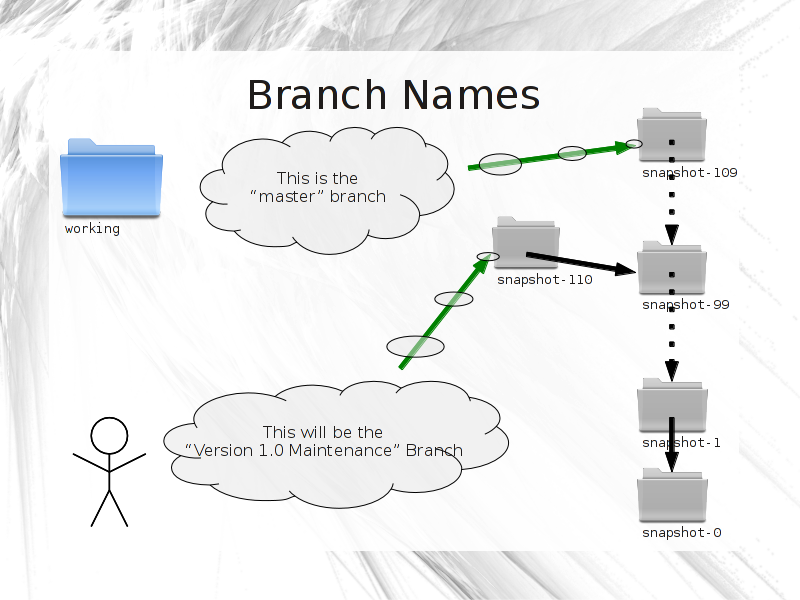 Branch Names
This is the
“master” branch
working
snapshot-109
snapshot-110
snapshot-99
This will be the
“Version 1.0 Maintenance” Branch
snapshot-1
snapshot-0